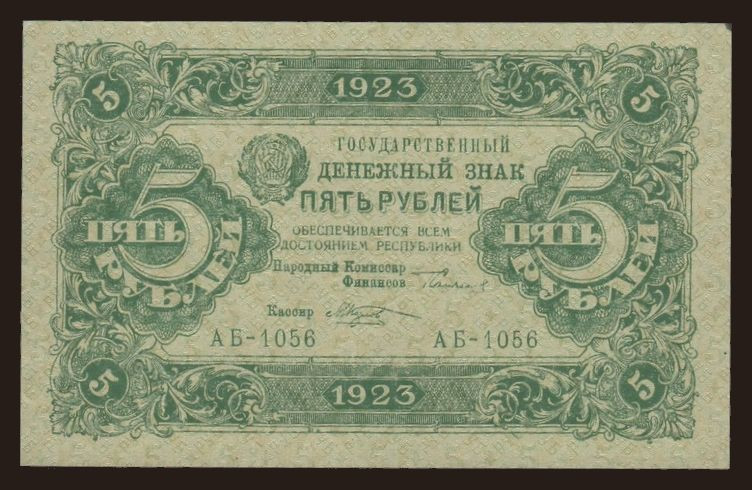 5 1923 5
ГОСУДАРСТВЕННЫЙ
ДЕНЕЖНЫЙ ЗНАК
ПЯТЬ РУБЛЕЙ
ОБЕСПЕЧИВАЕТСЯ ВСЕМ
ДОСТОЯНИЕМ РЕСПУБЛИКИ
5 ПЯТЬ РУБЛЕЙ
5 ПЯТЬ РУБЛЕЙ
Народный Комиссар
Финансов
Кассир
АБ-1056 АБ-1056
5 1923 5